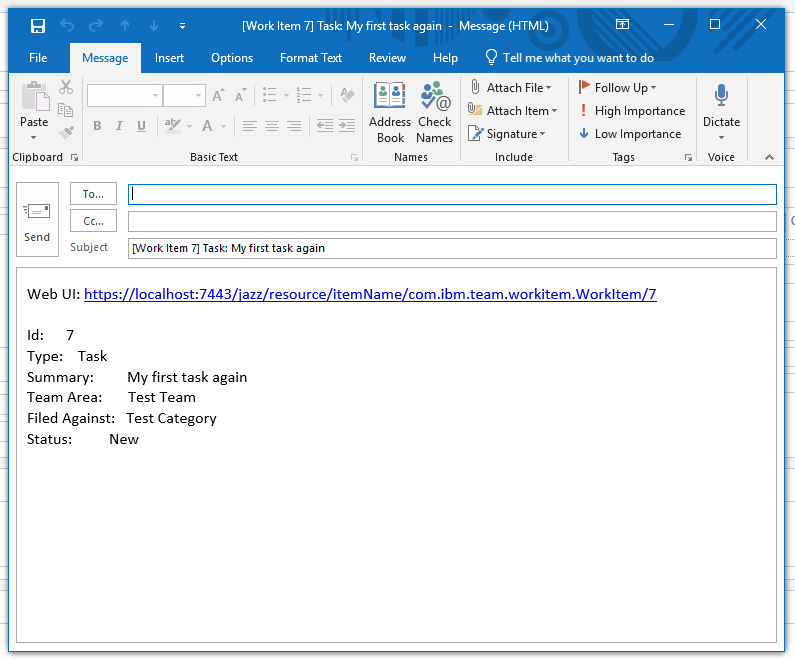 [Work Item 7] Task: My first task again - Message (HTML)
File Message Insert Options Format Text Review Help Tell me what you want to do
Paste
Clipboard
B I U A
Basic Text
Address Book
Check Names
Names
Attach File
Attach Item
Signature
Include
Follow Up
High Importance
Low Importance
Tags
Dictate
Voice
Send
To...
Cc...
Subject [Work Item 7] Task: My first task again
Web UI: https://localhost:7443/jazz/resource/itemName/com.ibm.team.workitem.WorkItem/7
Id: 7
Type: Task
Summary: My first task again
Team Area: Test Team
Filed Against: Test Category
Status: New